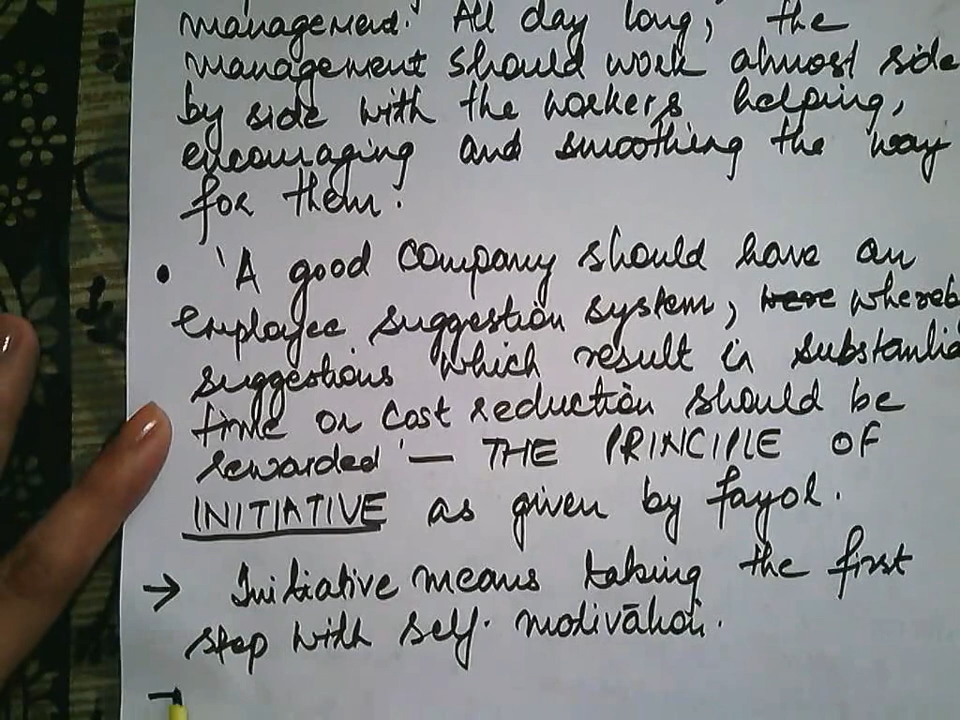 management. All day long, the
management should work almost side
by side with the workers helping,
encouraging and smoothing the way
for them.'
• 'A good company should have an
employee suggestion system, were whereb
suggestions which result in substantia
time or cost reduction should be
rewarded' — THE PRINCIPLE OF
INITIATIVE as given by Fayol.
→ Initiative means taking the first
step with self-motivation.